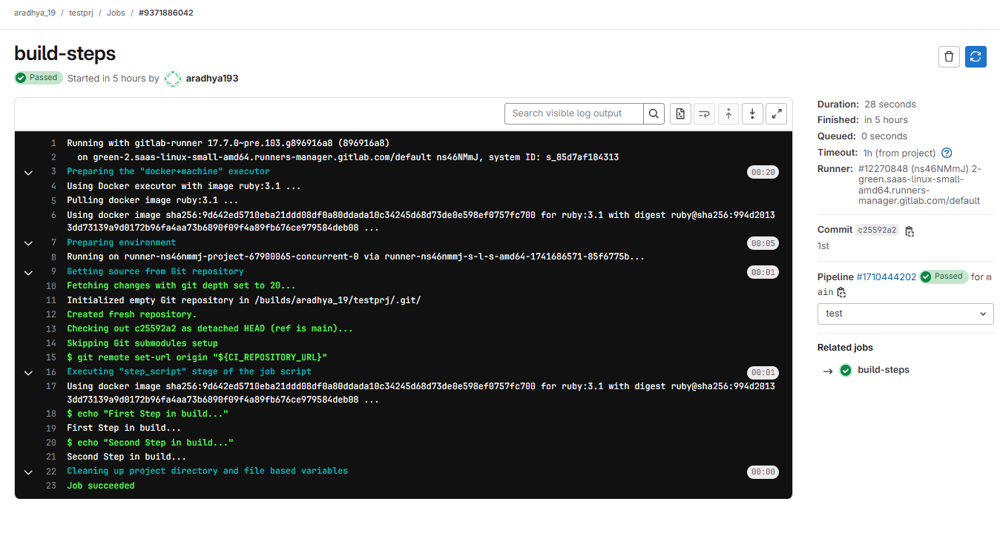 aradhya_19 / testprj / Jobs / #9371886042
build-steps
Passed Started in 5 hours by aradhya193
Search visible log output
1 Running with gitlab-runner 17.7.0~pre.103.g896916a8 (896916a8)
2 on green-2.saas-linux-small-amd64.runners-manager.gitlab.com/default ns46NMmJ, system ID: s_85d7af184313
3 Preparing the "docker+machine" executor 00:20
4 Using Docker executor with image ruby:3.1 ...
5 Pulling docker image ruby:3.1 ...
6 Using docker image sha256:9d642ed5710eba21ddd08df0a80ddada10c34245d68d73de0e598ef0757fc700 for ruby:3.1 with digest ruby@sha256:994d2013
3dd73139a9d0172b96fa4aa73b6890f09f4a89fb676ce979584deb08 ...
7 Preparing environment 00:05
8 Running on runner-ns46nmmj-project-67900065-concurrent-0 via runner-ns46nmmj-s-l-s-amd64-1741686571-85f6775b...
9 Getting source from Git repository 00:01
10 Fetching changes with git depth set to 20...
11 Initialized empty Git repository in /builds/aradhya_19/testprj/.git/
12 Created fresh repository.
13 Checking out c25592a2 as detached HEAD (ref is main)...
14 Skipping Git submodules setup
15 $ git remote set-url origin "${CI_REPOSITORY_URL}"
16 Executing "step_script" stage of the job script 00:01
17 Using docker image sha256:9d642ed5710eba21ddd08df0a80ddada10c34245d68d73de0e598ef0757fc700 for ruby:3.1 with digest ruby@sha256:994d2013
3dd73139a9d0172b96fa4aa73b6890f09f4a89fb676ce979584deb08 ...
18 $ echo "First Step in build..."
19 First Step in build...
20 $ echo "Second Step in build..."
21 Second Step in build...
22 Cleaning up project directory and file based variables 00:00
23 Job succeeded
Duration: 28 seconds
Finished: in 5 hours
Queued: 0 seconds
Timeout: 1h (from project)
Runner: #12270848 (ns46NMmJ) 2-
green.saas-linux-small-
amd64.runners-
manager.gitlab.com/default
Commit c25592a2
1st
Pipeline #1710444202 Passed for m
ain
test
Related jobs
build-steps